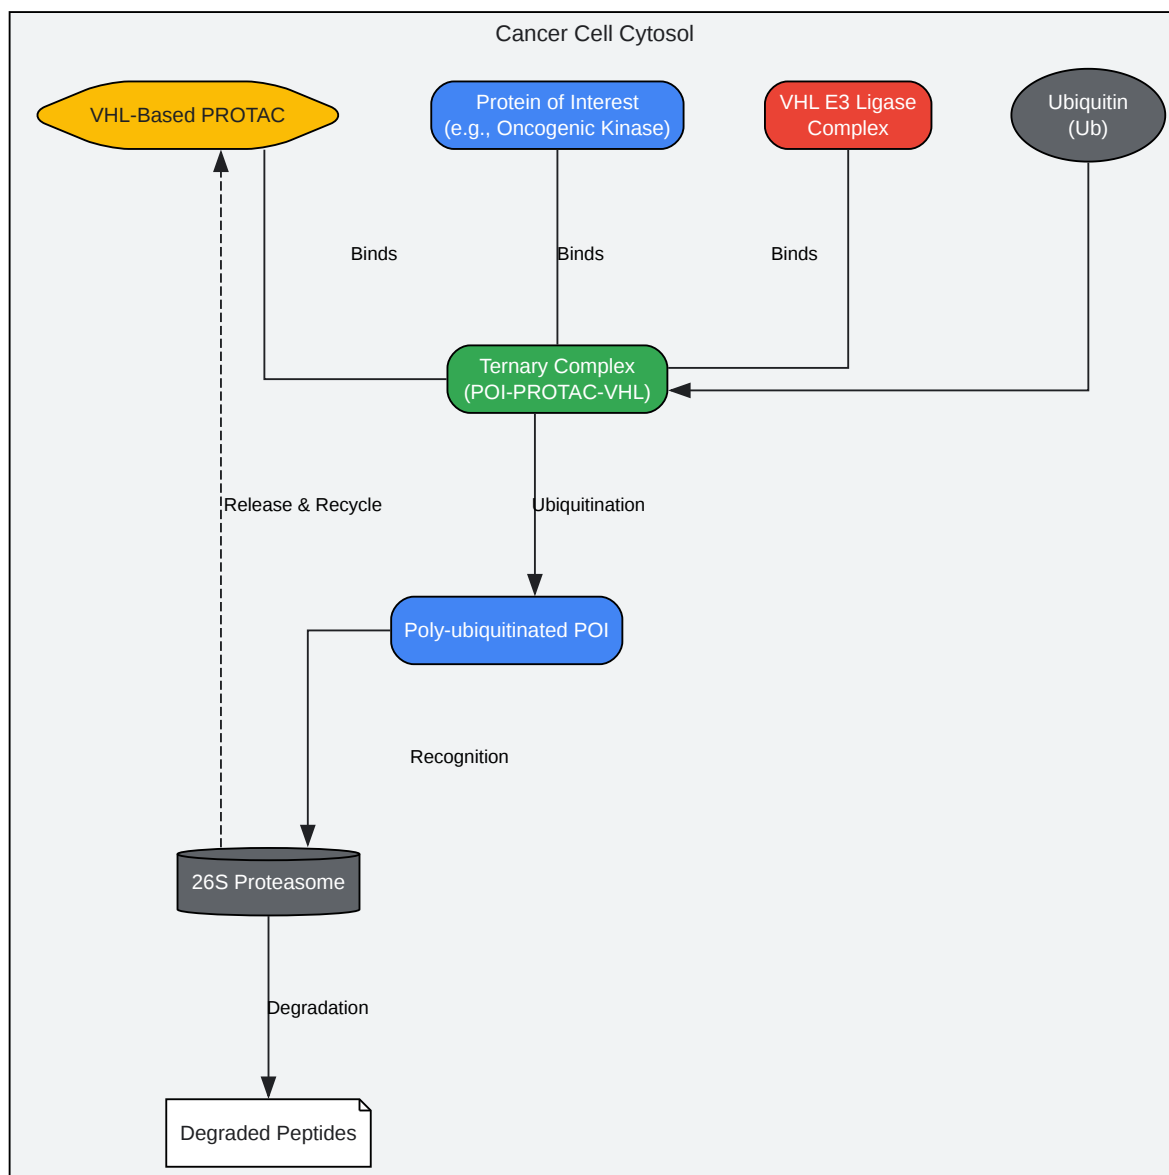 Cancer Cell Cytosol
VHL-Based PROTAC
Protein of Interest
(e.g., Oncogenic Kinase)
VHL E3 Ligase
Complex
Ubiquitin
(Ub)
Binds
Binds
Binds
Ternary Complex
(POI-PROTAC-VHL)
Release & Recycle
Ubiquitination
Poly-ubiquitinated POI
Recognition
26S Proteasome
Degradation
Degraded Peptides